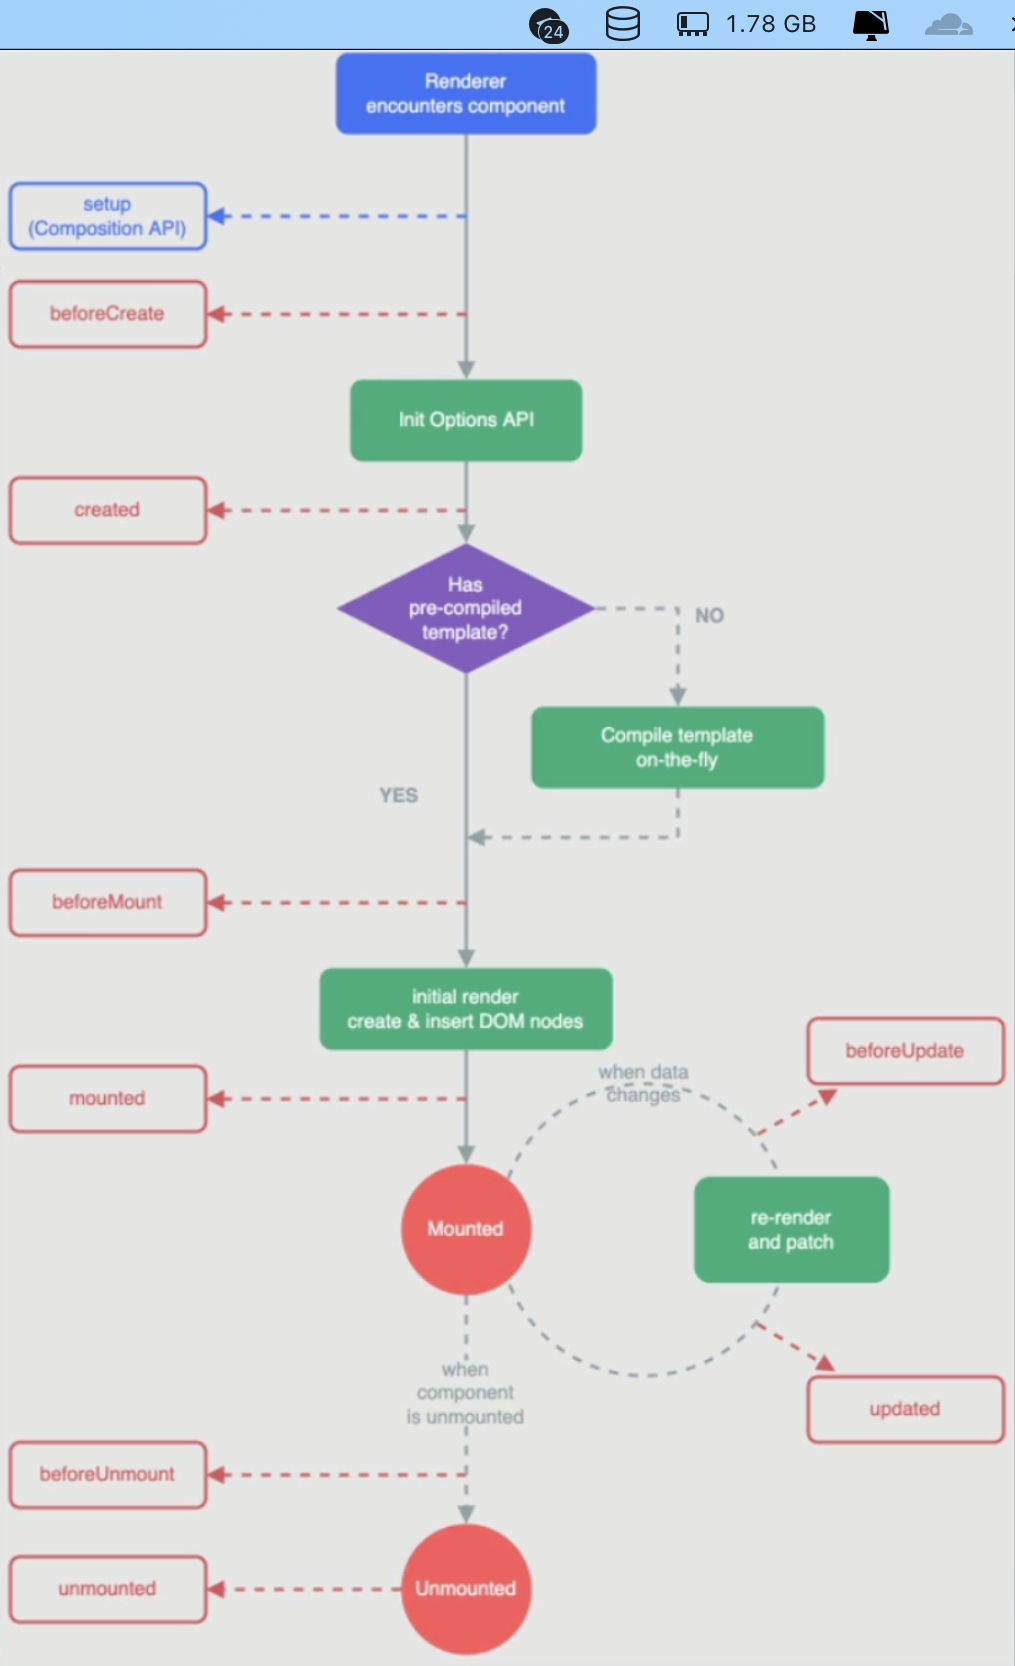 24
1.78 GB
Renderer
encounters component
setup
(Composition API)
beforeCreate
Init Options API
created
Has
pre-compiled
template?
NO
Compile template
on-the-fly
YES
beforeMount
initial render
create & insert DOM nodes
beforeUpdate
when data
changes
mounted
Mounted
re-render
and patch
when
component
is unmounted
updated
beforeUnmount
Unmounted
unmounted